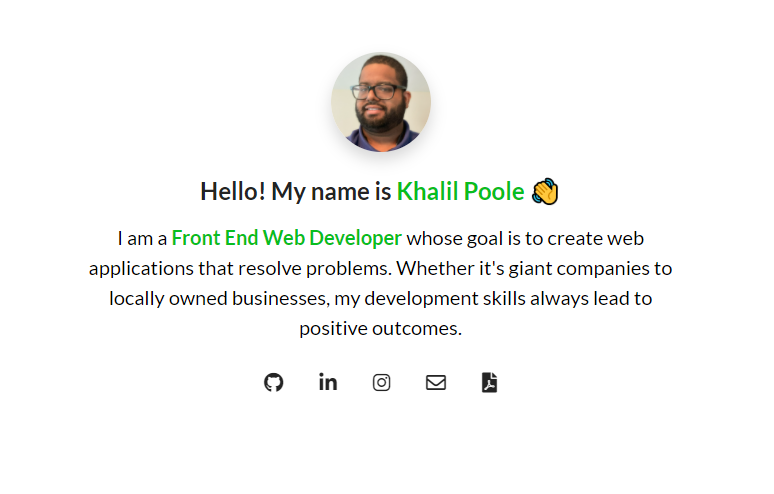 Hello! My name is Khalil Poole 👋
I am a Front End Web Developer whose goal is to create web
applications that resolve problems. Whether it's giant companies to
locally owned businesses, my development skills always lead to
positive outcomes.